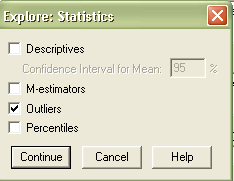 Explore: Statistics
Descriptives
Confidence Interval for Mean: 95 %
M-estimators
Outliers
Percentiles
Continue Cancel Help